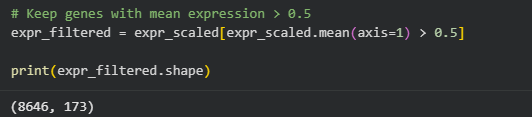 # Keep genes with mean expression > 0.5
expr_filtered = expr_scaled[expr_scaled.mean(axis=1) > 0.5]
print(expr_filtered.shape)
(8646, 173)